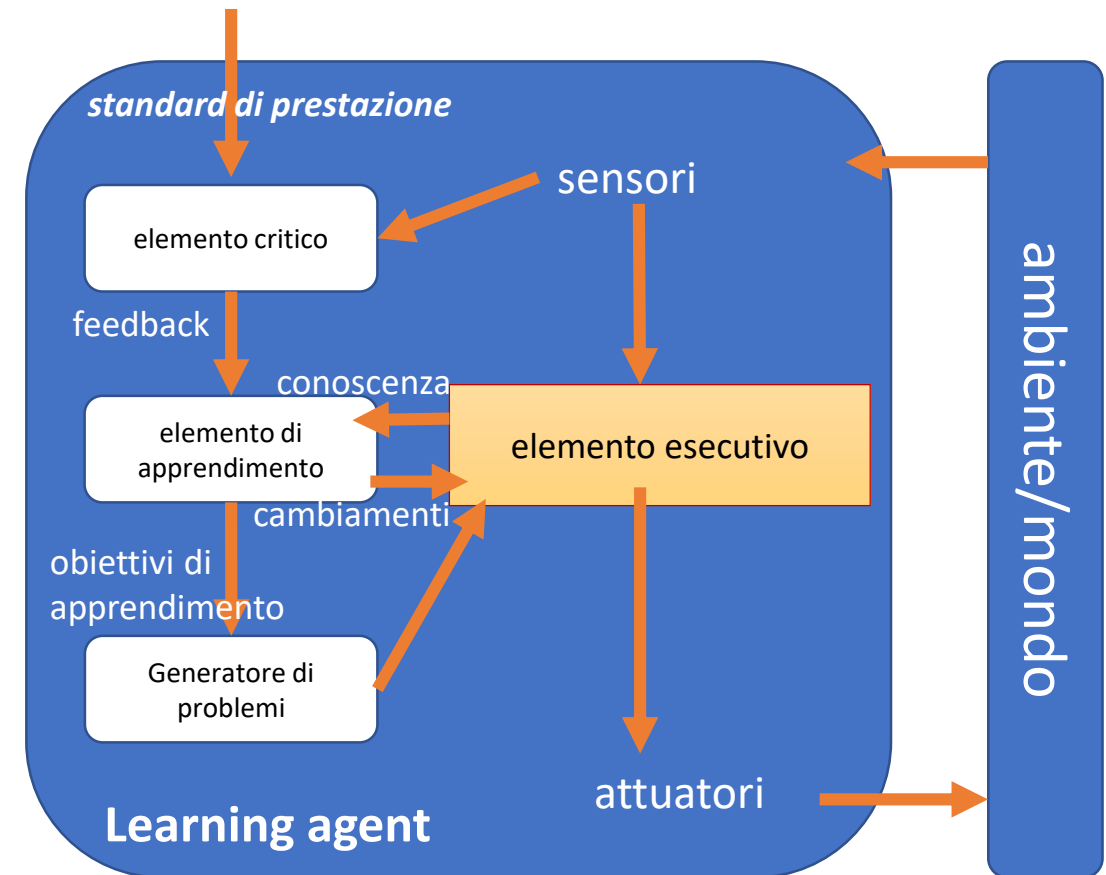 standard di prestazione
sensori
elemento critico
feedback
conoscenza
elemento di
apprendimento
elemento esecutivo
cambiamenti
obiettivi di
apprendimento
Generatore di
problemi
attuatori
Learning agent
ambiente/mondo